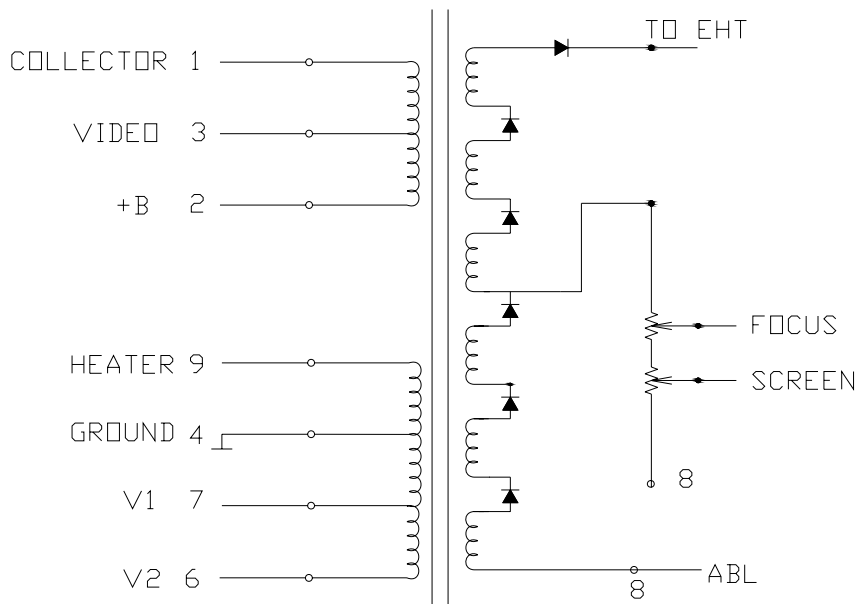 TO EHT
COLLECTOR 1
VIDEO 3
+B 2
FOCUS
HEATER 9
SCREEN
GROUND 4
8
V1 7
V2 6
ABL
8